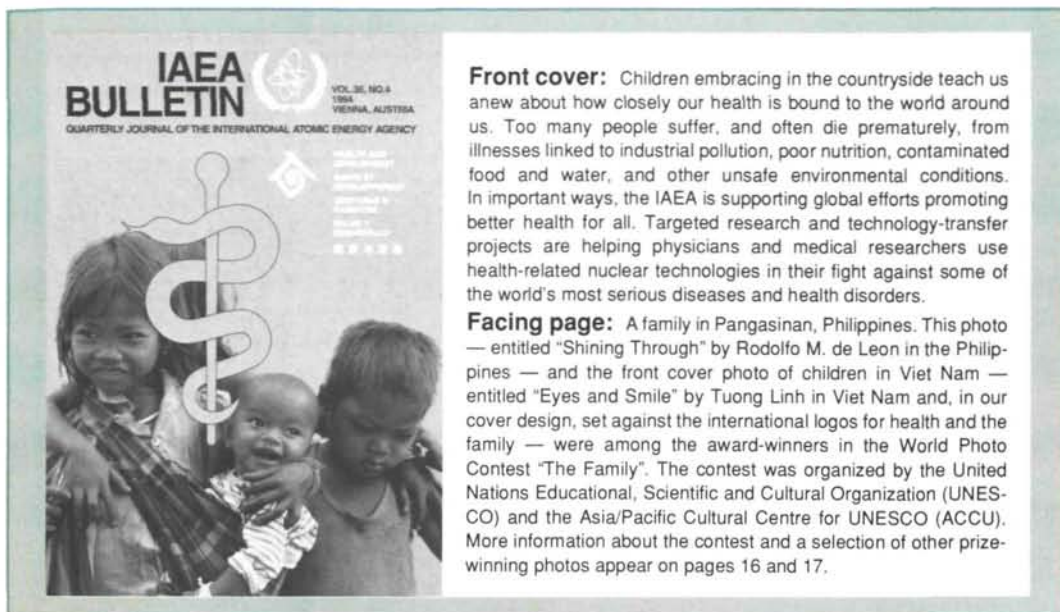 IAEA
BULLETIN
VOL.36, NO.4
1994
VIENNA, AUSTRIA
QUARTERLY JOURNAL OF THE INTERNATIONAL ATOMIC ENERGY AGENCY
Front cover: Children embracing in the countryside teach us
anew about how closely our health is bound to the world around
us. Too many people suffer, and often die prematurely, from
illnesses linked to industrial pollution, poor nutrition, contaminated
food and water, and other unsafe environmental conditions.
In important ways, the IAEA is supporting global efforts promoting
better health for all. Targeted research and technology-transfer
projects are helping physicians and medical researchers use
health-related nuclear technologies in their fight against some of
the world's most serious diseases and health disorders.
Facing page: A family in Pangasinan, Philippines. This photo
— entitled “Shining Through” by Rodolfo M. de Leon in the Philip-
pines — and the front cover photo of children in Viet Nam —
entitled “Eyes and Smile” by Tuong Linh in Viet Nam and, in our
cover design, set against the international logos for health and the
family — were among the award-winners in the World Photo
Contest “The Family”. The contest was organized by the United
Nations Educational, Scientific and Cultural Organization (UNES-
CO) and the Asia/Pacific Cultural Centre for UNESCO (ACCU).
More information about the contest and a selection of other prize-
winning photos appear on pages 16 and 17.